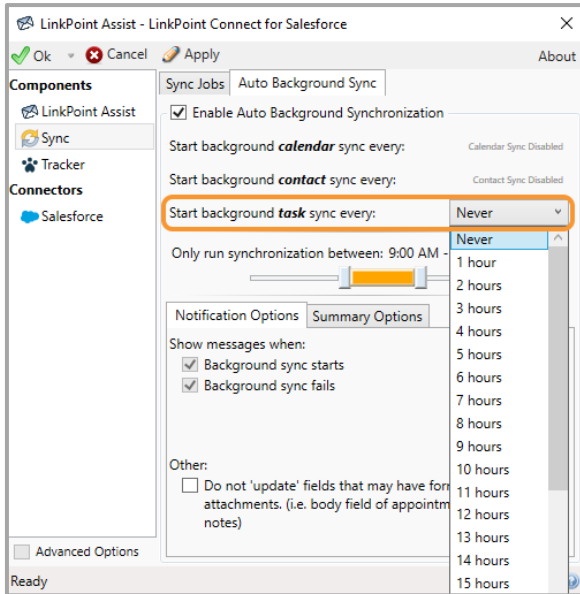 LinkPoint Assist - LinkPoint Connect for Salesforce
Ok Cancel Apply About
Components
LinkPoint Assist
Sync
Tracker
Connectors
Salesforce
Advanced Options
Sync Jobs Auto Background Sync
Enable Auto Background Synchronization
Start background calendar sync every: Calendar Sync Disabled
Start background contact sync every: Contact Sync Disabled
Start background task sync every: Never
Only run synchronization between: 9:00 AM -
Never
1 hour
2 hours
3 hours
4 hours
5 hours
6 hours
7 hours
8 hours
9 hours
10 hours
11 hours
12 hours
13 hours
14 hours
15 hours
Notification Options Summary Options
Show messages when:
Background sync starts
Background sync fails
Other:
Do not 'update' fields that may have
attachments. (i.e. body field of
notes)
Ready